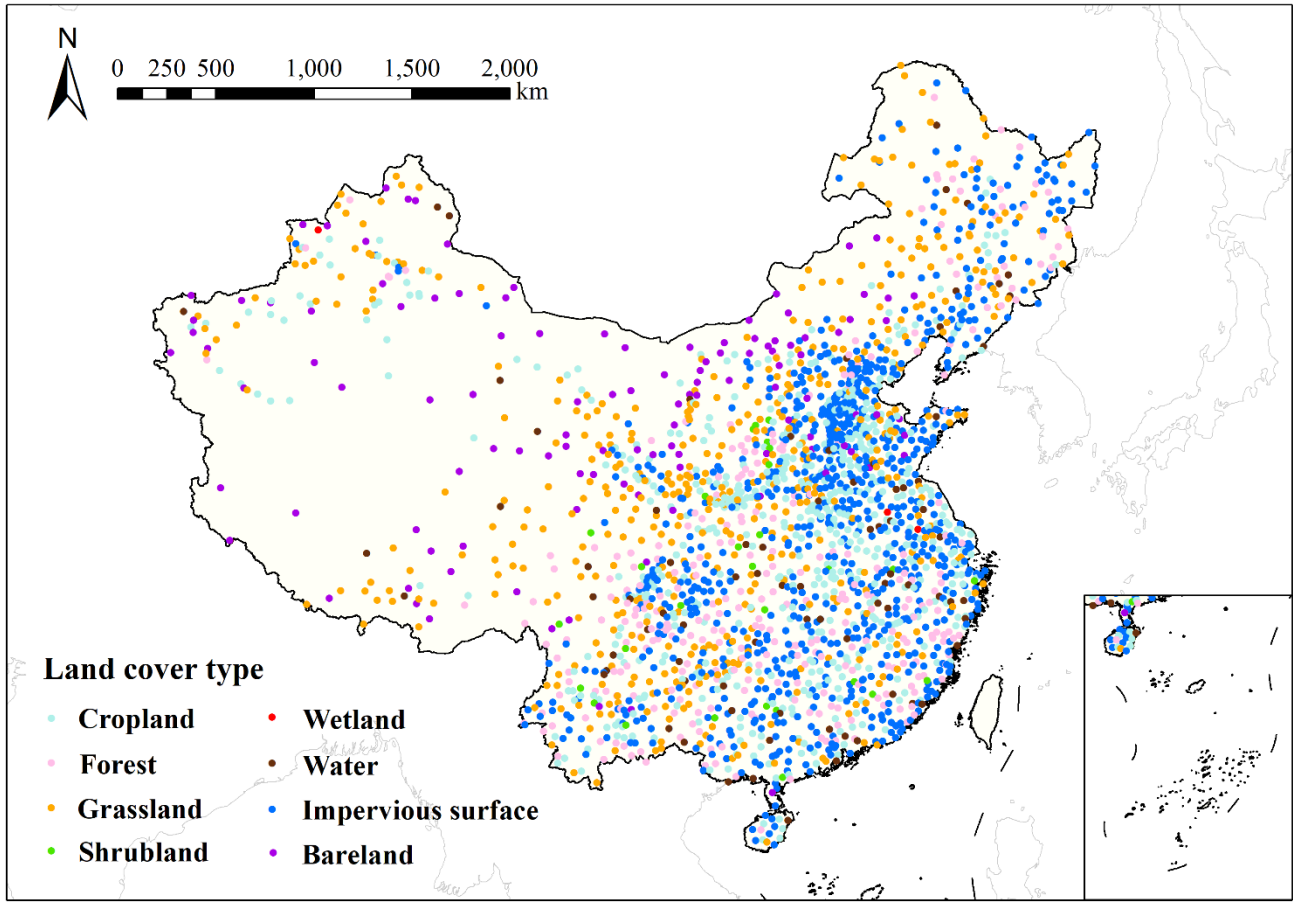 N
0 250 500 1,000 1,500 2,000
km
Land cover type
Cropland
Forest
Grassland
Shrubland
Wetland
Water
Impervious surface
Bareland